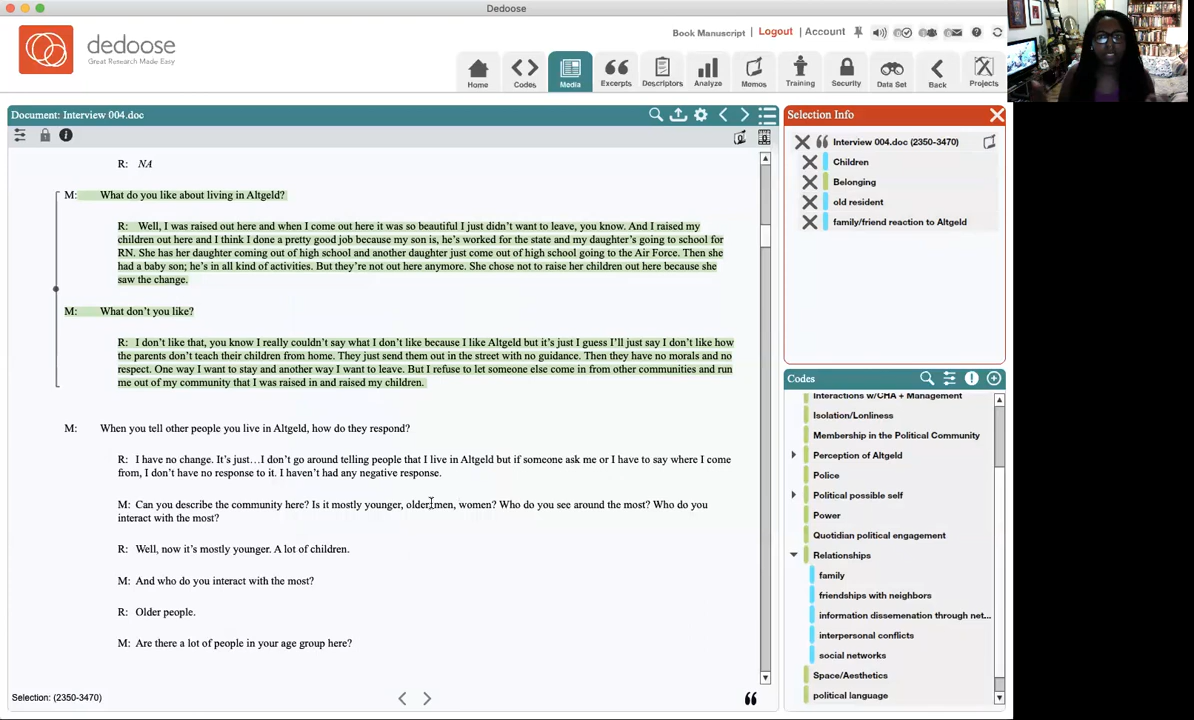 Dedoose
dedoose
Great Research Made Easy
Book Manuscript | Logout | Account
Home Codes Media Excerpts Descriptors Analyze Memos Training Security Data Set Back Projects
Document: Interview 004.doc
Selection Info
Interview 004.doc (2350-3470)
Children
Belonging
old resident
family/friend reaction to Altgeld
R: NA
M: What do you like about living in Altgeld?
R: Well, I was raised out here and when I come out here it was so beautiful I just didn't want to leave, you know. And I raised my
children out here and I think I done a pretty good job because my son is, he's worked for the state and my daughter's going to school for
RN. She has her daughter coming out of high school and another daughter just come out of high school going to the Air Force. Then she
had a baby son; he's in all kind of activities. But they're not out here anymore. She chose not to raise her children out here because she
saw the change.
M: What don't you like?
R: I don't like that, you know I really couldn't say what I don't like because I like Altgeld but it's just I guess I'll just say I don't like how
the parents don't teach their children from home. They just send them out in the street with no guidance. Then they have no morals and no
respect. One way I want to stay and another way I want to leave. But I refuse to let someone else come in from other communities and run
me out of my community that I was raised in and raised my children.
M: When you tell other people you live in Altgeld, how do they respond?
R: I have no change. It's just…I don't go around telling people that I live in Altgeld but if someone ask me or I have to say where I come
from, I don't have no response to it. I haven't had any negative response.
M: Can you describe the community here? Is it mostly younger, older, men, women? Who do you see around the most? Who do you
interact with the most?
R: Well, now it's mostly younger. A lot of children.
M: And who do you interact with the most?
R: Older people.
M: Are there a lot of people in your age group here?
Selection: (2350-3470)
Codes
Interactions w/CHA + Management
Isolation/Lonliness
Membership in the Political Community
Perception of Altgeld
Police
Political possible self
Power
Quotidian political engagement
Relationships
family
friendships with neighbors
information dissemenation through net...
interpersonal conflicts
social networks
Space/Aesthetics
political language